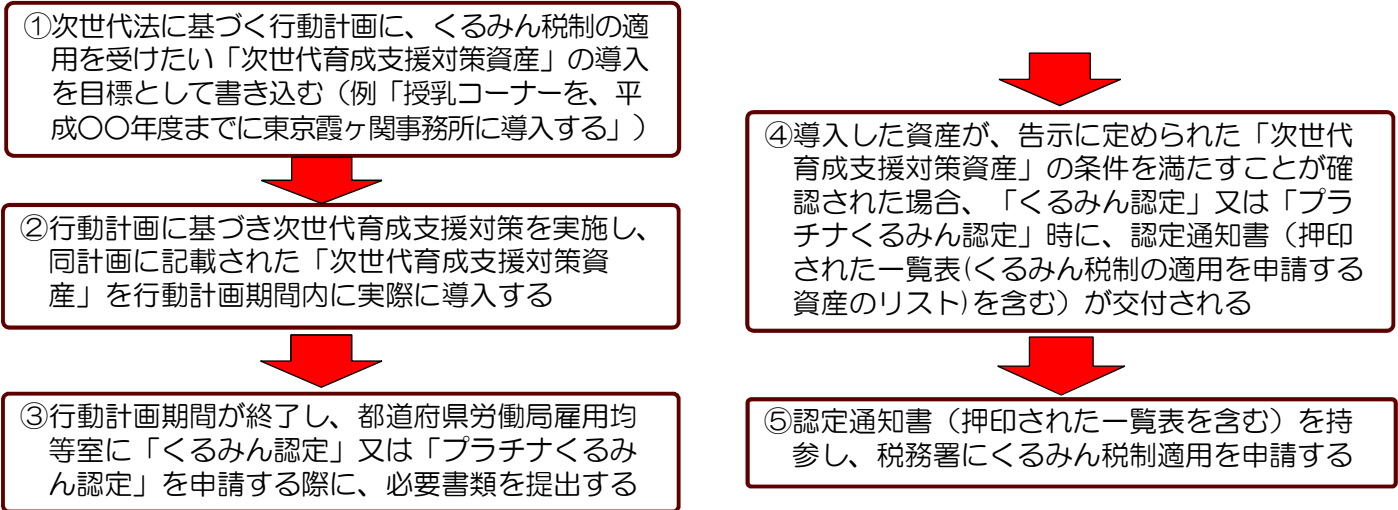 ①次世代法に基づく行動計画に、くるみん税制の適
用を受けたい「次世代育成支援対策資産」の導入
を目標として書き込む（例「授乳コーナーを、平
成〇〇年度までに東京霞ヶ関事務所に導入する」）
②行動計画に基づき次世代育成支援対策を実施し、
同計画に記載された「次世代育成支援対策資
産」を行動計画期間内に実際に導入する
③行動計画期間が終了し、都道府県労働局雇用均
等室に「くるみん認定」又は「プラチナくるみ
ん認定」を申請する際に、必要書類を提出する
④導入した資産が、告示に定められた「次世代
育成支援対策資産」の条件を満たすことが確
認された場合、「くるみん認定」又は「プラ
チナくるみん認定」時に、認定通知書（押印
された一覧表(くるみん税制の適用を申請する
資産のリスト)を含む）が交付される
⑤認定通知書（押印された一覧表を含む）を持
参し、税務署にくるみん税制適用を申請する